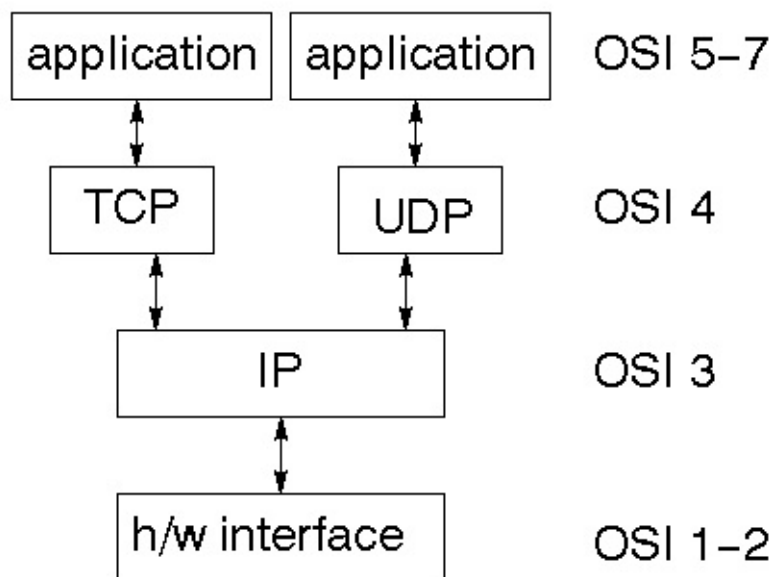 application application OSI 5–7
TCP UDP OSI 4
IP OSI 3
h/w interface OSI 1–2